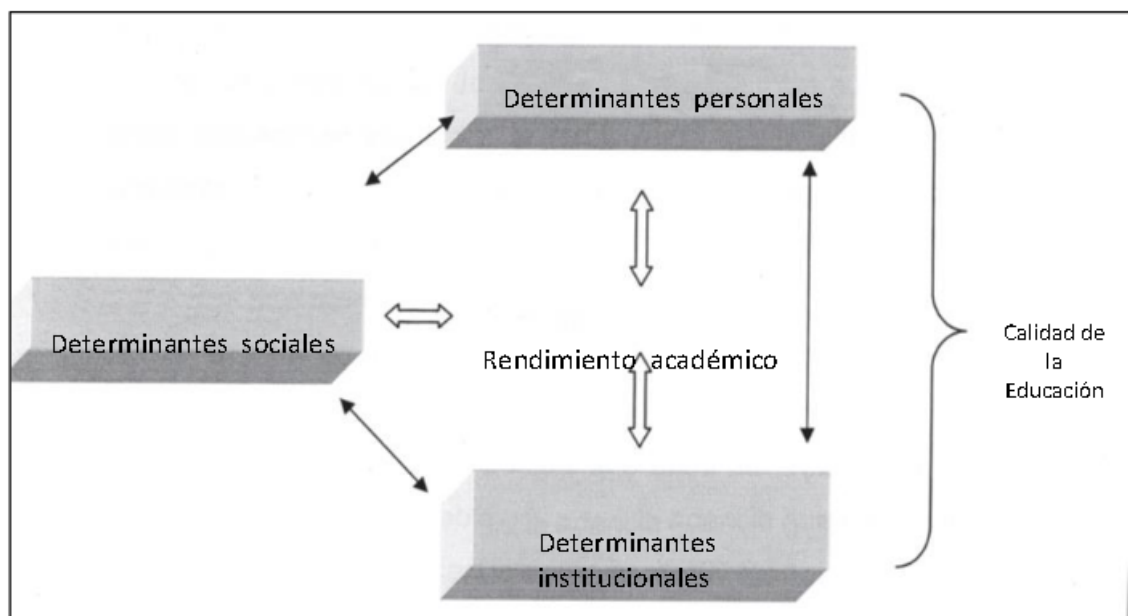 Determinantes personales
Determinantes sociales
Rendimiento académico
Calidad de
la
Educación
Determinantes
institucionales